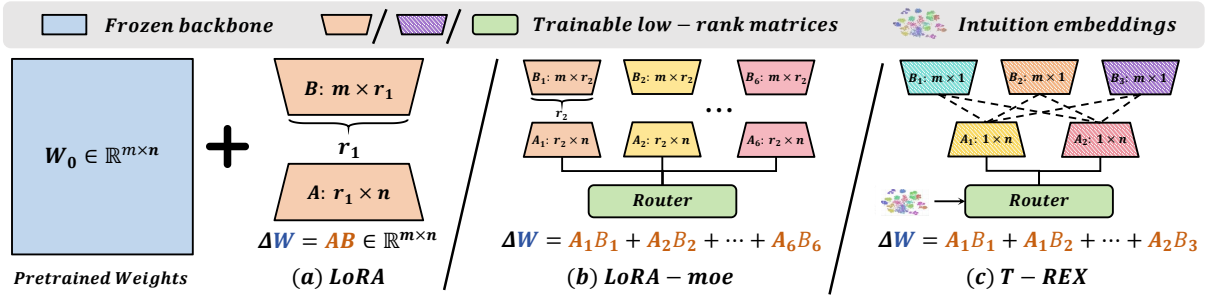 Frozen backbone / / Trainable low − rank matrices Intuition embeddings
W₀ ∈ ℝᵐˣⁿ
Pretrained Weights
+
B: m × r₁
r₁
A: r₁ × n
ΔW = AB ∈ ℝᵐˣⁿ
(a) LoRA
B₁: m × r₂ B₂: m × r₂ B₆: m × r₂
r₂
...
A₁: r₂ × n A₂: r₂ × n A₆: r₂ × n
Router
ΔW = A₁B₁ + A₂B₂ + ⋯ + A₆B₆
(b) LoRA − moe
B₁: m × 1 B₂: m × 1 B₃: m × 1
A₁: 1 × n A₂: 1 × n
Router
ΔW = A₁B₁ + A₁B₂ + ⋯ + A₂B₃
(c) T − REX